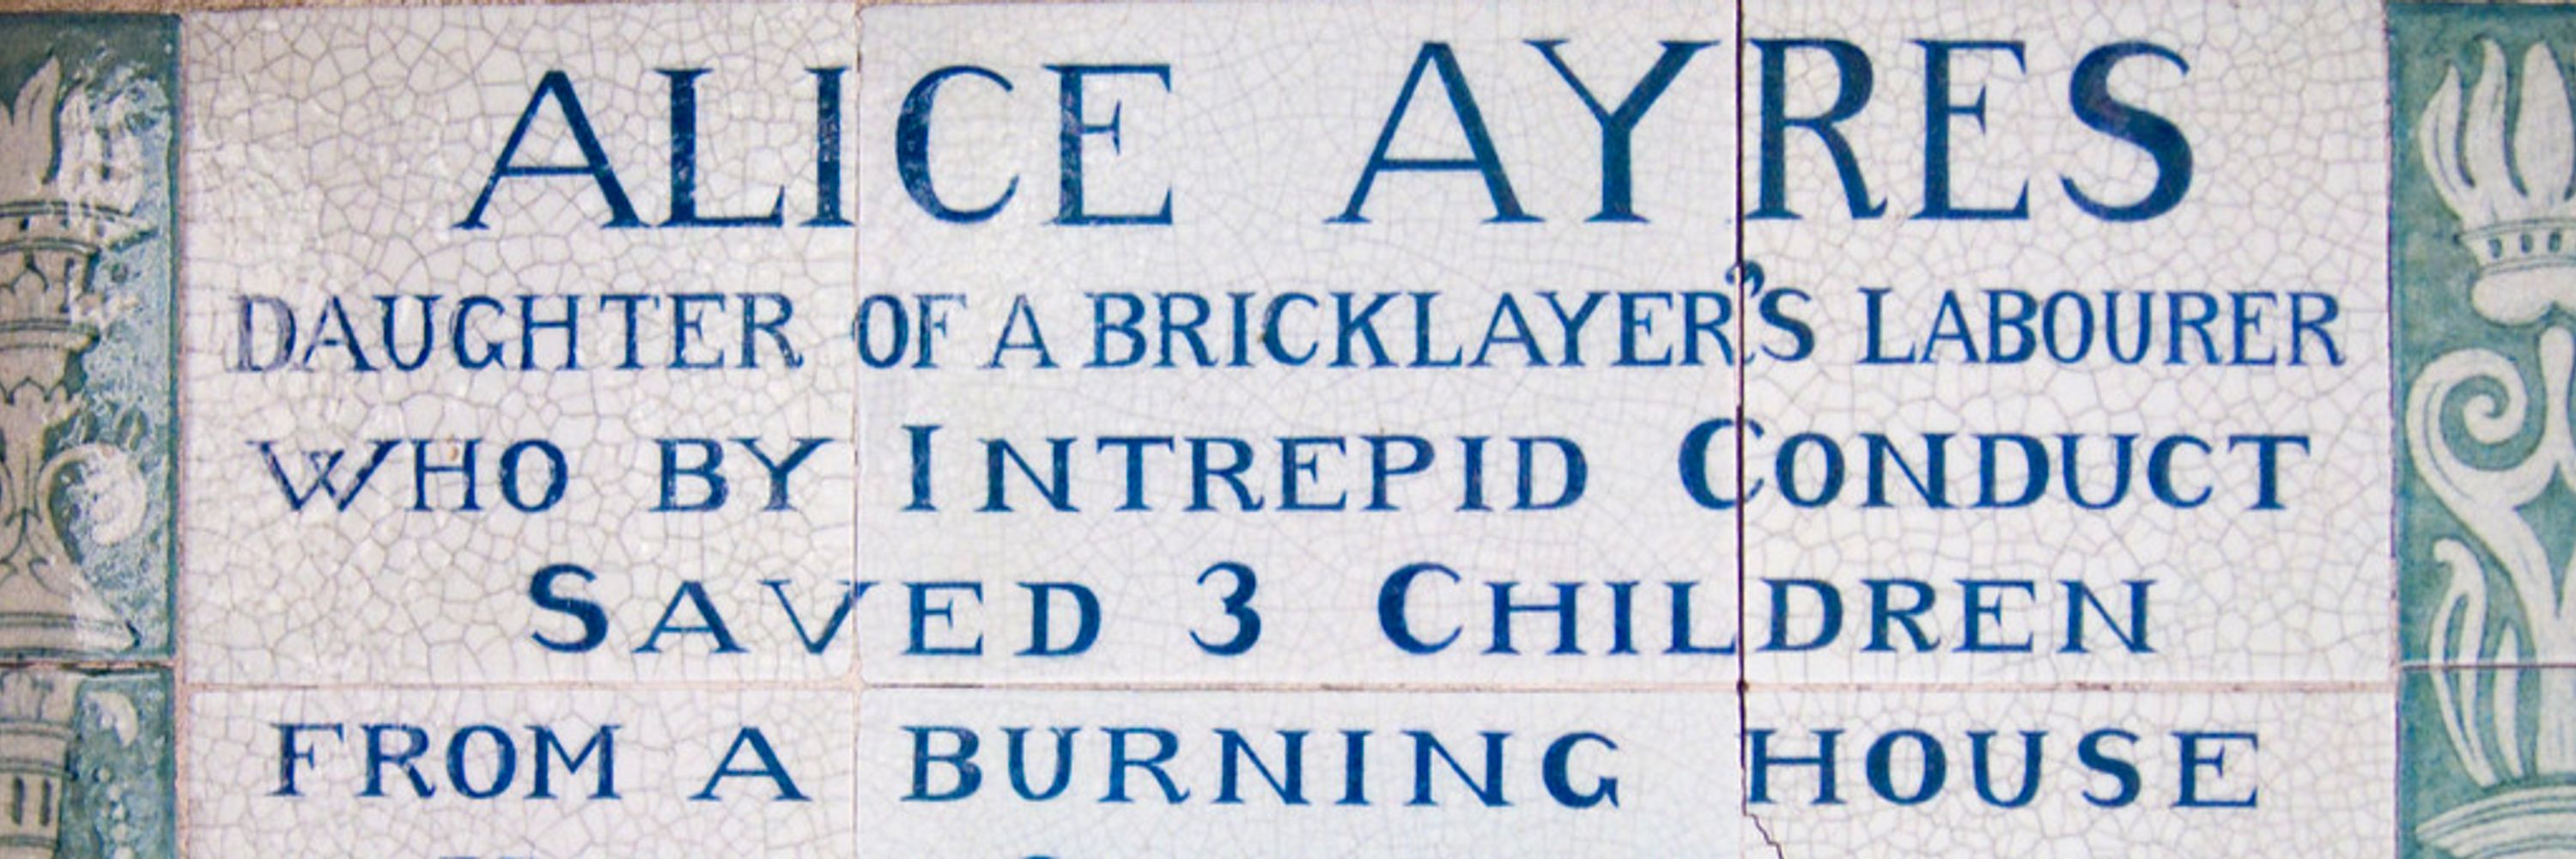 ALICE AYRES
DAUGHTER OF A BRICKLAYER'S LABOURER
WHO BY INTREPID CONDUCT
SAVED 3 CHILDREN
FROM A BURNING HOUSE